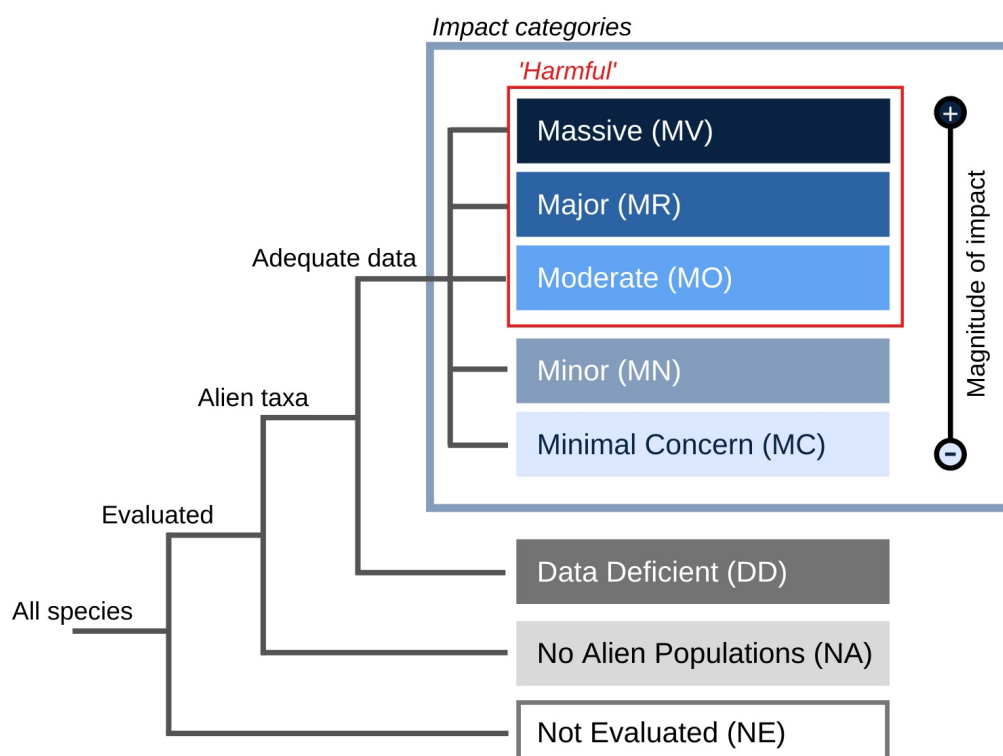 Impact categories
'Harmful'
Massive (MV)
+
Major (MR)
Magnitude of impact
Adequate data
Moderate (MO)
Minor (MN)
Alien taxa
Minimal Concern (MC)
-
Evaluated
Data Deficient (DD)
All species
No Alien Populations (NA)
Not Evaluated (NE)